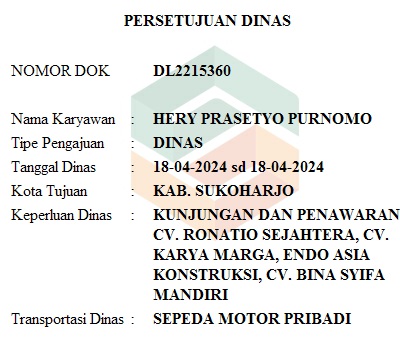 PERSETUJUAN DINAS
NOMOR DOK DL2215360
Nama Karyawan : HERY PRASETYO PURNOMO
Tipe Pengajuan : DINAS
Tanggal Dinas : 18-04-2024 sd 18-04-2024
Kota Tujuan : KAB. SUKOHARJO
Keperluan Dinas : KUNJUNGAN DAN PENAWARAN
CV. RONATIO SEJAHTERA, CV.
KARYA MARGA, ENDO ASIA
KONSTRUKSI, CV. BINA SYIFA
MANDIRI
Transportasi Dinas : SEPEDA MOTOR PRIBADI